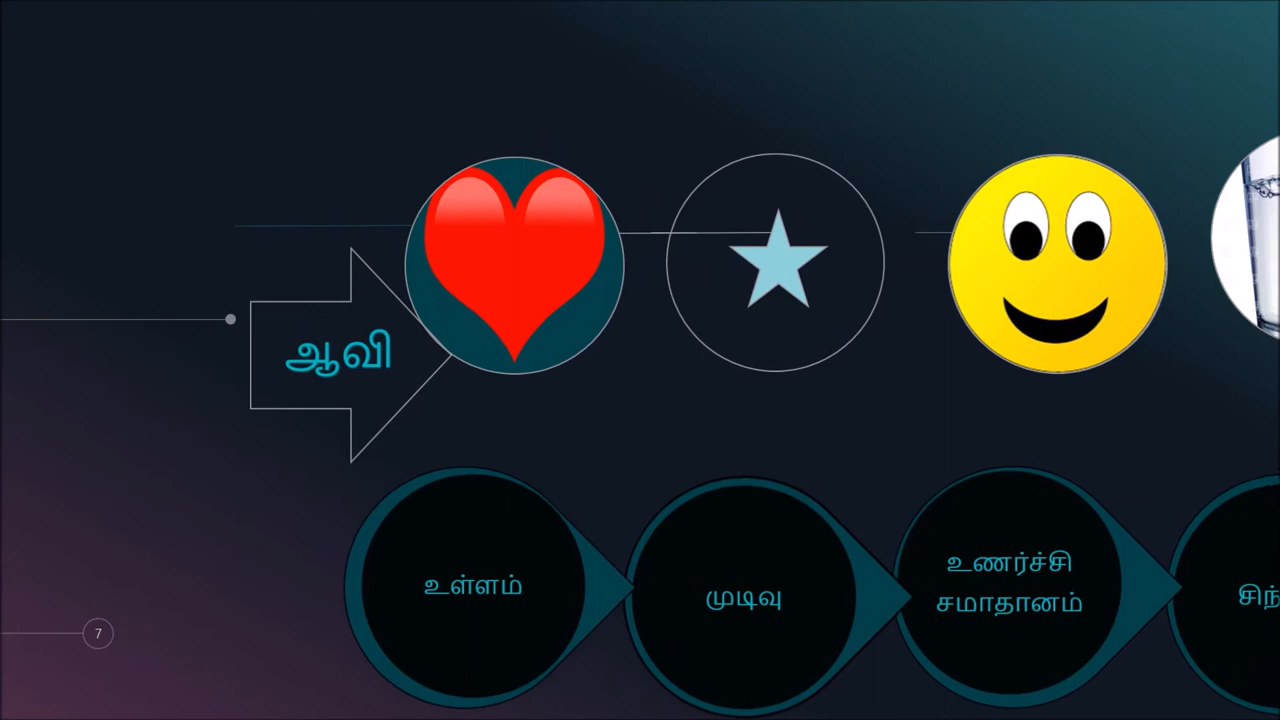 ஆவி
உள்ளம்
முடிவு
உணர்ச்சி
சமாதானம்
7